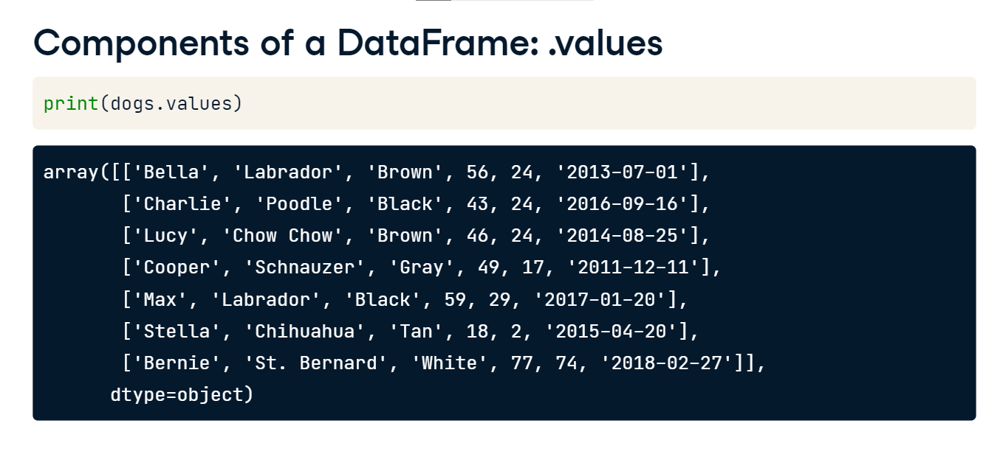 Components of a DataFrame: .values
print(dogs.values)
array([['Bella', 'Labrador', 'Brown', 56, 24, '2013-07-01'],
['Charlie', 'Poodle', 'Black', 43, 24, '2016-09-16'],
['Lucy', 'Chow Chow', 'Brown', 46, 24, '2014-08-25'],
['Cooper', 'Schnauzer', 'Gray', 49, 17, '2011-12-11'],
['Max', 'Labrador', 'Black', 59, 29, '2017-01-20'],
['Stella', 'Chihuahua', 'Tan', 18, 2, '2015-04-20'],
['Bernie', 'St. Bernard', 'White', 77, 74, '2018-02-27']],
dtype=object)